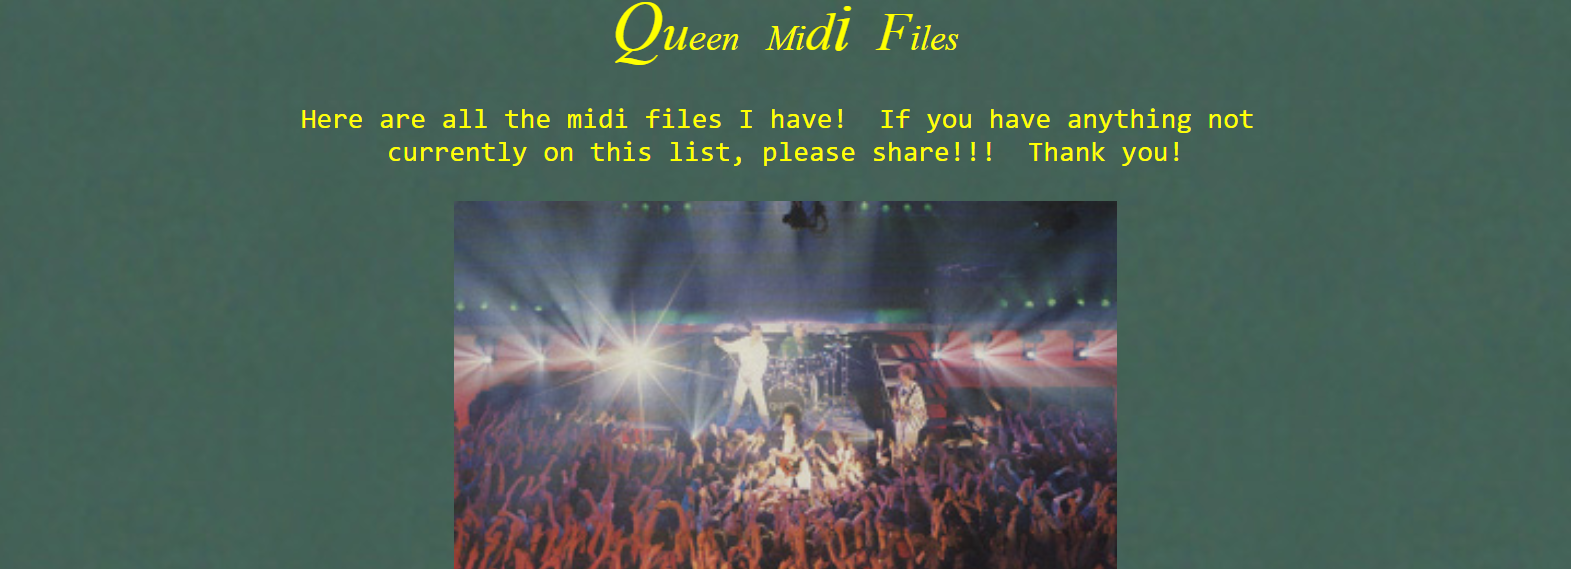 Queen Midi Files
Here are all the midi files I have!  If you have anything not
currently on this list, please share!!!  Thank you!